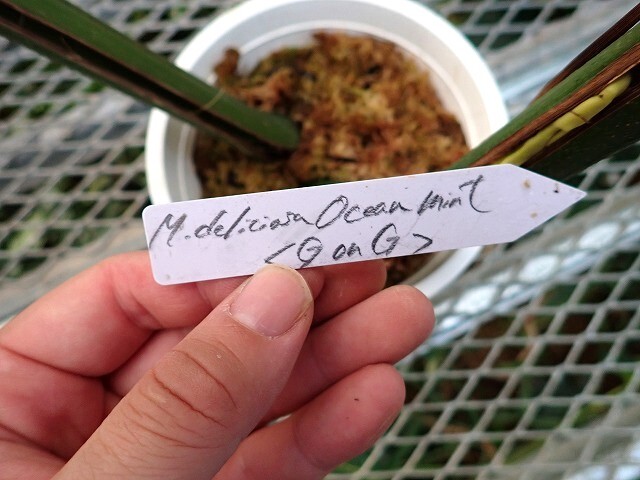 M. deliciosa Ocean mint
<G on G>